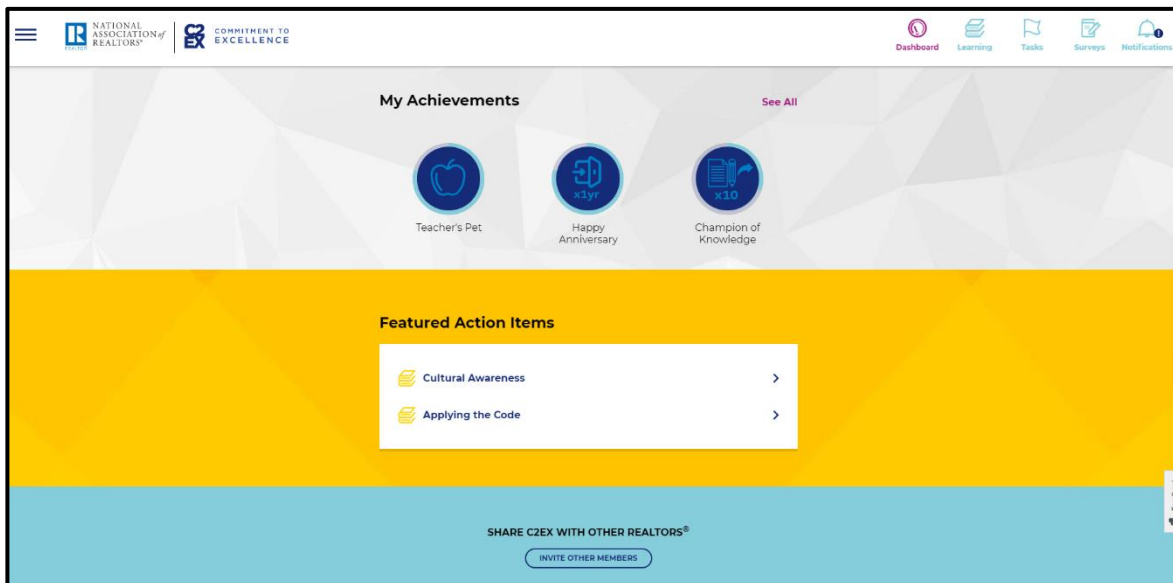 NATIONAL
ASSOCIATION of
REALTORS®
REALTOR®
C2EX
COMMITMENT TO
EXCELLENCE
Dashboard
Learning
Tasks
Surveys
Notifications
My Achievements
See All
x1yr
x10
Teacher's Pet
Happy
Anniversary
Champion of
Knowledge
Featured Action Items
Cultural Awareness
Applying the Code
SHARE C2EX WITH OTHER REALTORS®
INVITE OTHER MEMBERS